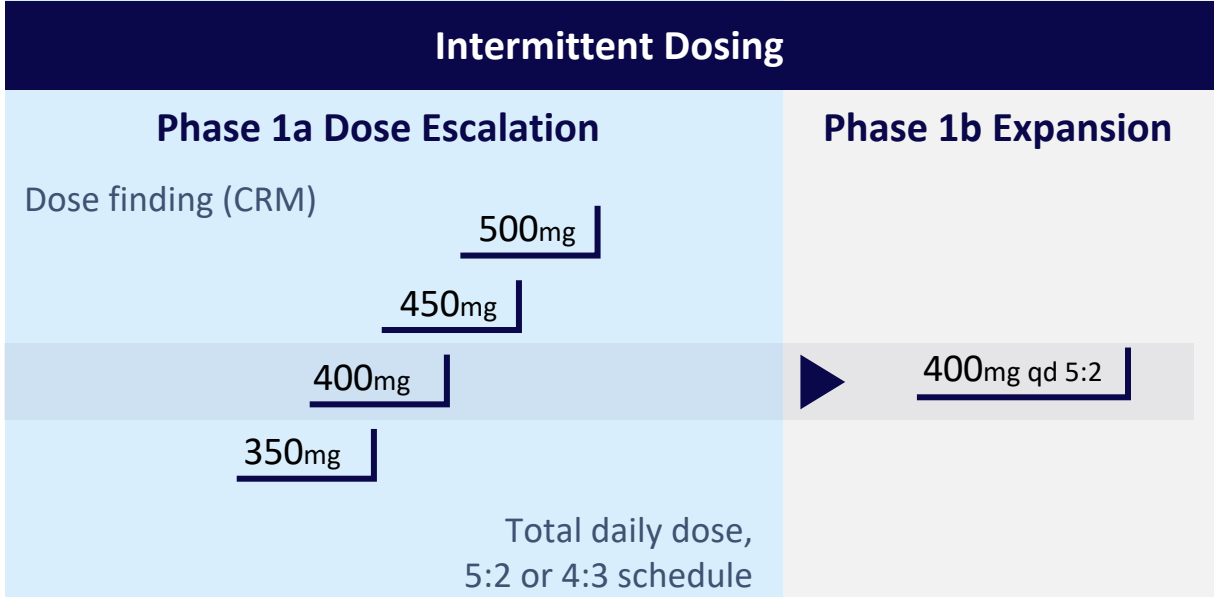 Intermittent Dosing
Phase 1a Dose Escalation
Phase 1b Expansion
Dose finding (CRM)
500mg
450mg
400mg
400mg qd 5:2
350mg
Total daily dose,
5:2 or 4:3 schedule